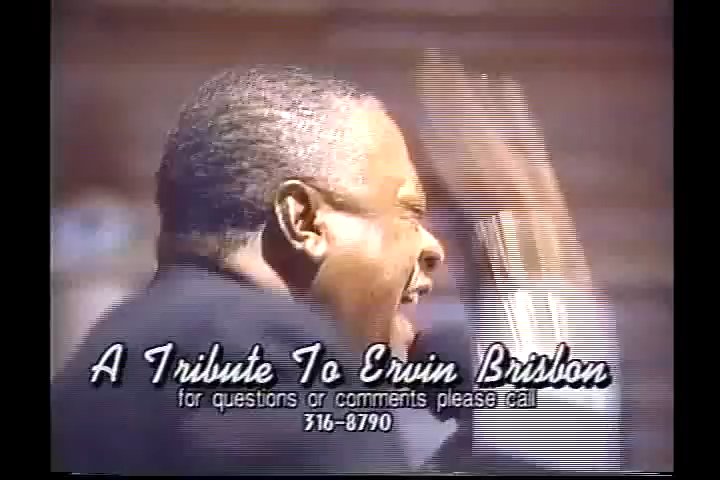 A Tribute To Ervin Brisbon
for questions or comments please call
316-8790